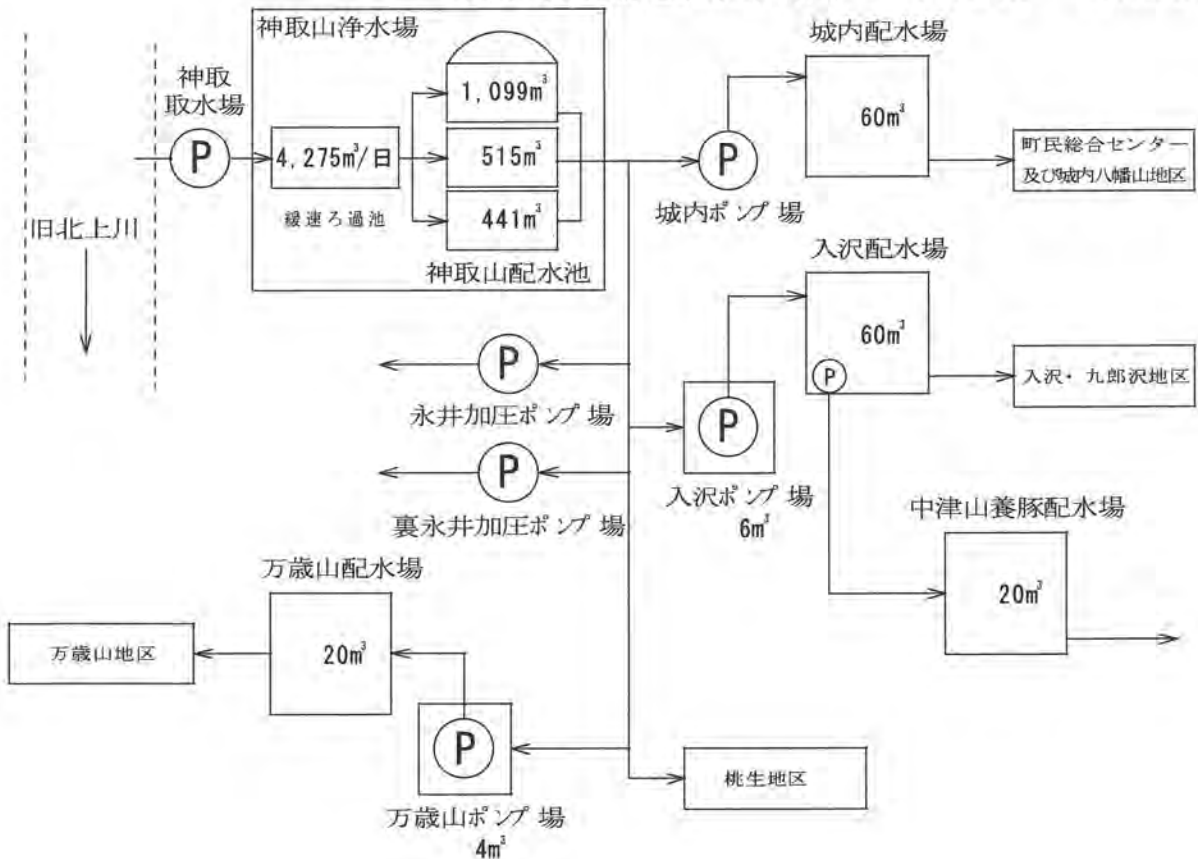 神取山浄水場
神取
取水場
P
4,275m³/日
緩速ろ過池
1,099m³
515m³
441m³
神取山配水池
旧北上川
城内配水場
60m³
P
城内ポンプ場
町民総合センター
及び城内八幡山地区
入沢配水場
60m³
P
入沢・九郎沢地区
P
永井加圧ポンプ場
P
入沢ポンプ場
6m³
P
裏永井加圧ポンプ場
中津山養豚配水場
20m³
万歳山配水場
20m³
万歳山地区
P
万歳山ポンプ場
4m³
桃生地区